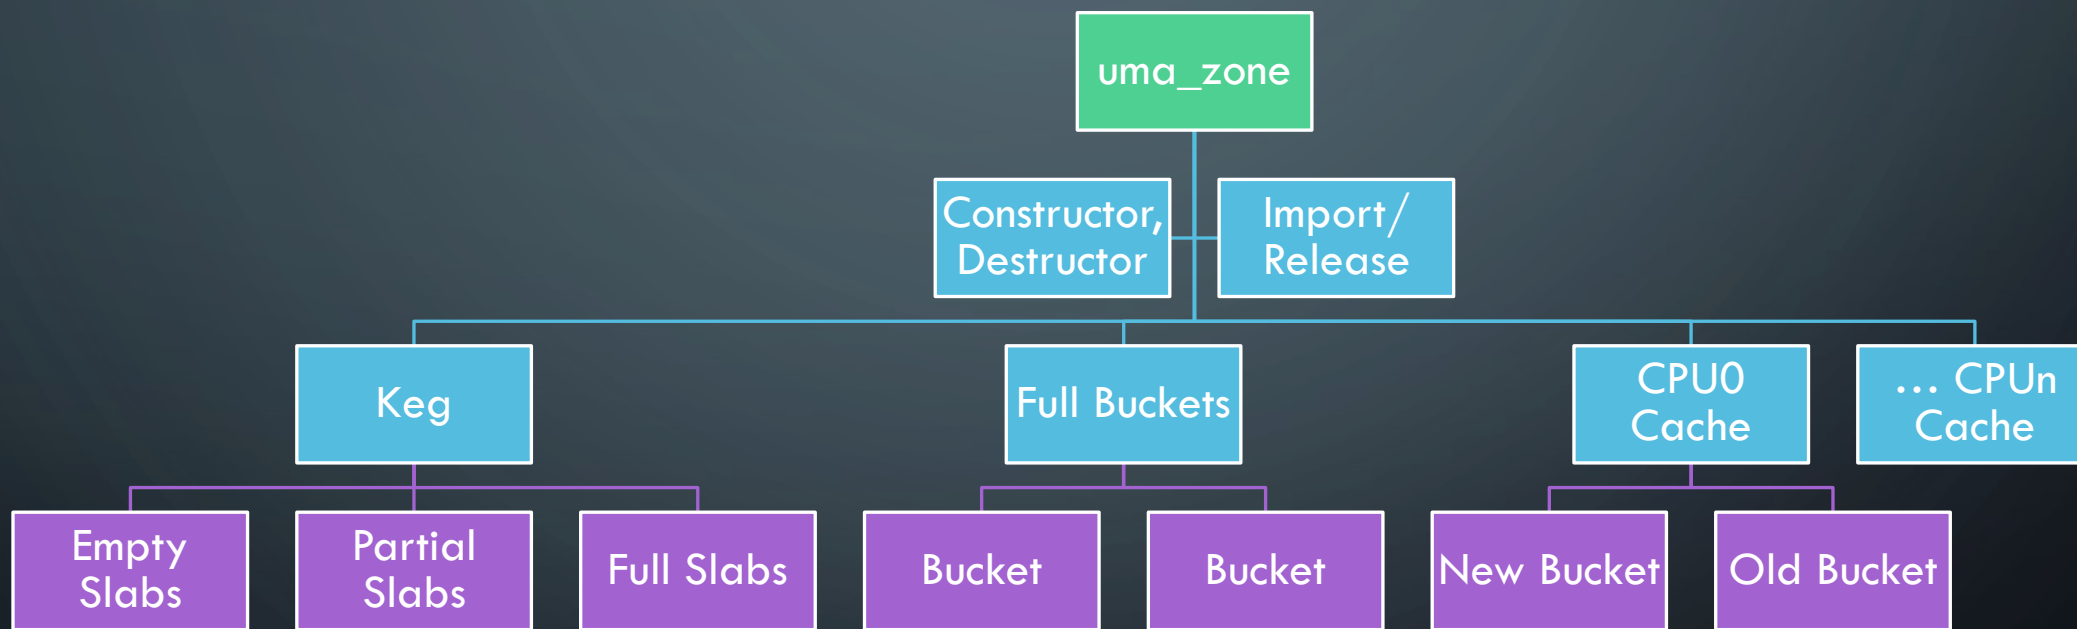 uma_zone
Constructor,
Destructor
Import/
Release
Keg
Full Buckets
CPU0
Cache
... CPUn
Cache
Empty
Slabs
Partial
Slabs
Full Slabs
Bucket
Bucket
New Bucket
Old Bucket